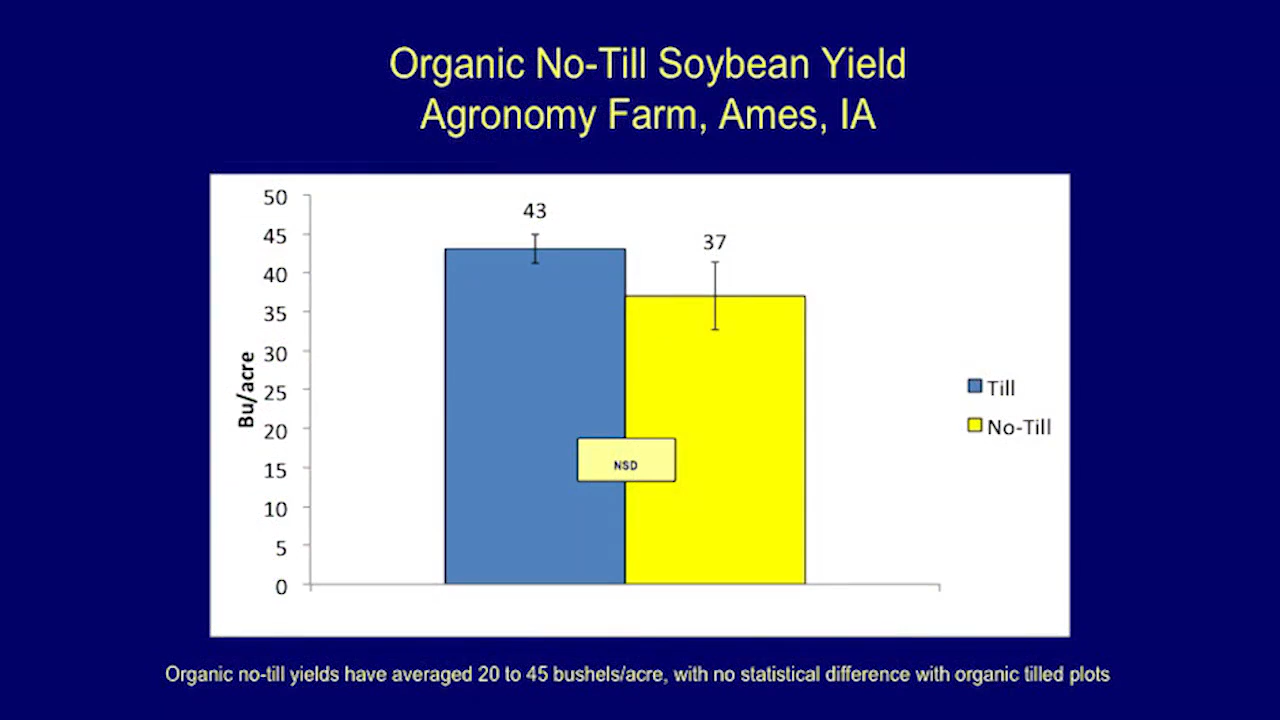 Organic No-Till Soybean Yield
Agronomy Farm, Ames, IA
50
45
40
35
30
25
20
15
10
5
0
Bu/acre
43
37
NSD
Till
No-Till
Organic no-till yields have averaged 20 to 45 bushels/acre, with no statistical difference with organic tilled plots